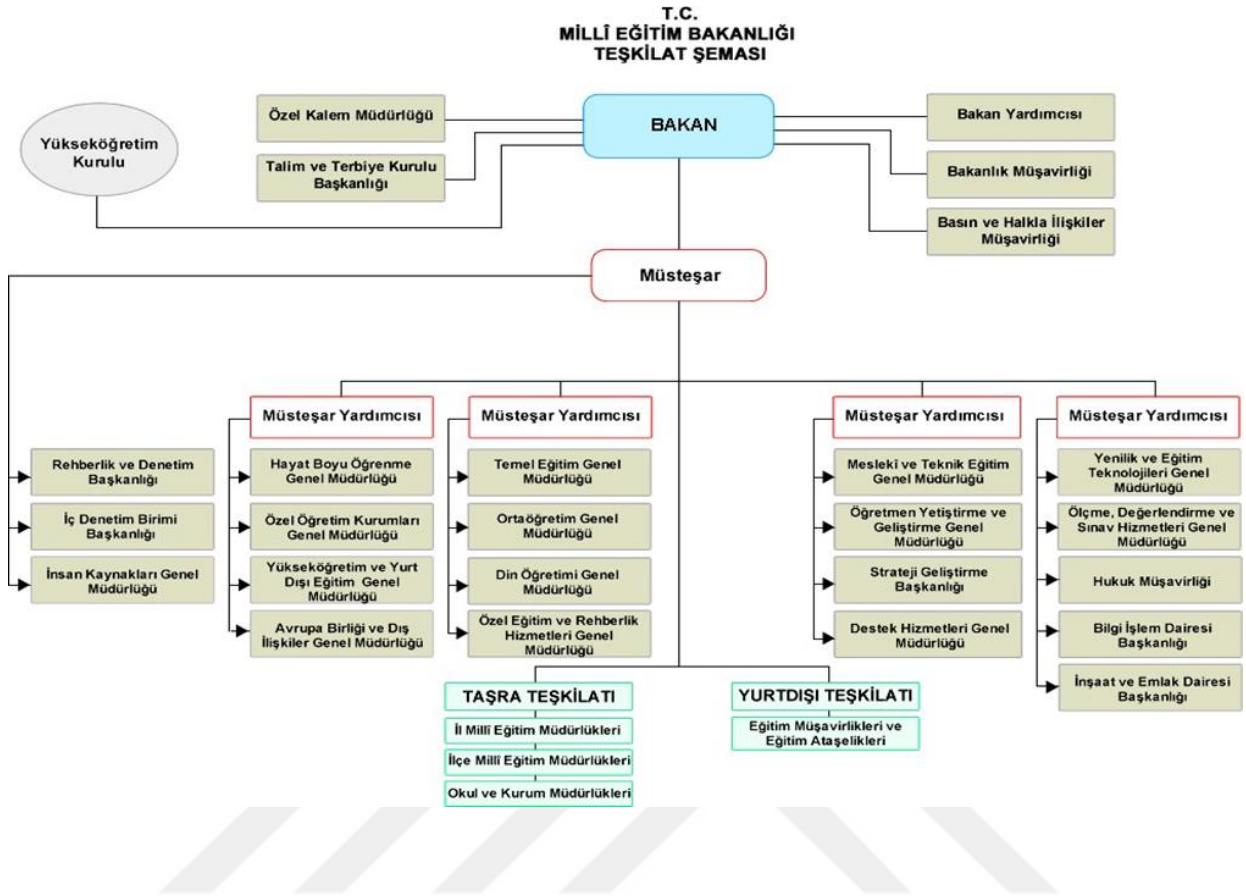 T.C.
MİLLÎ EĞİTİM BAKANLIĞI
TEŞKİLAT ŞEMASI
Yükseköğretim
Kurulu
Özel Kalem Müdürlüğü
Talim ve Terbiye Kurulu
Başkanlığı
BAKAN
Bakan Yardımcısı
Bakanlık Müşavirliği
Basın ve Halkla İlişkiler
Müşavirliği
Müsteşar
Rehberlik ve Denetim
Başkanlığı
İç Denetim Birimi
Başkanlığı
İnsan Kaynakları Genel
Müdürlüğü
Müsteşar Yardımcısı
Hayat Boyu Öğrenme
Genel Müdürlüğü
Özel Öğretim Kurumları
Genel Müdürlüğü
Yükseköğretim ve Yurt
Dışı Eğitim Genel
Müdürlüğü
Avrupa Birliği ve Dış
İlişkiler Genel Müdürlüğü
Müsteşar Yardımcısı
Temel Eğitim Genel
Müdürlüğü
Ortaöğretim Genel
Müdürlüğü
Din Öğretimi Genel
Müdürlüğü
Özel Eğitim ve Rehberlik
Hizmetleri Genel
Müdürlüğü
Müsteşar Yardımcısı
Meslekî ve Teknik Eğitim
Genel Müdürlüğü
Öğretmen Yetiştirme ve
Geliştirme Genel
Müdürlüğü
Strateji Geliştirme
Başkanlığı
Destek Hizmetleri Genel
Müdürlüğü
Müsteşar Yardımcısı
Yenilik ve Eğitim
Teknolojileri Genel
Müdürlüğü
Ölçme, Değerlendirme ve
Sınav Hizmetleri Genel
Müdürlüğü
Hukuk Müşavirliği
Bilgi İşlem Dairesi
Başkanlığı
İnşaat ve Emlak Dairesi
Başkanlığı
TAŞRA TEŞKİLATI
İl Millî Eğitim Müdürlükleri
İlçe Millî Eğitim Müdürlükleri
Okul ve Kurum Müdürlükleri
YURTDIŞI TEŞKİLATI
Eğitim Müşavirlikleri ve
Eğitim Ataşelikleri